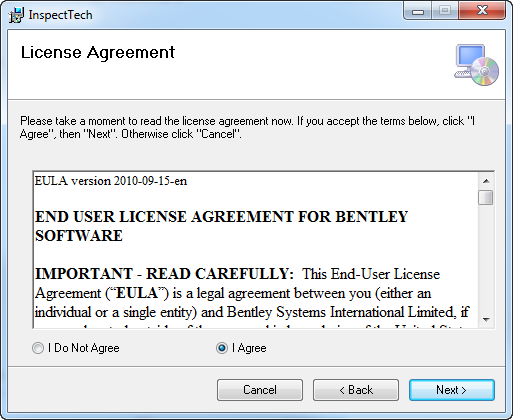 InspectTech
License Agreement
Please take a moment to read the license agreement now. If you accept the terms below, click "I
Agree", then "Next". Otherwise click "Cancel".
EULA version 2010-09-15-en
END USER LICENSE AGREEMENT FOR BENTLEY
SOFTWARE
IMPORTANT - READ CAREFULLY: This End-User License
Agreement (“EULA”) is a legal agreement between you (either an
individual or a single entity) and Bentley Systems International Limited, if
I Do Not Agree
I Agree
Cancel
< Back
Next >